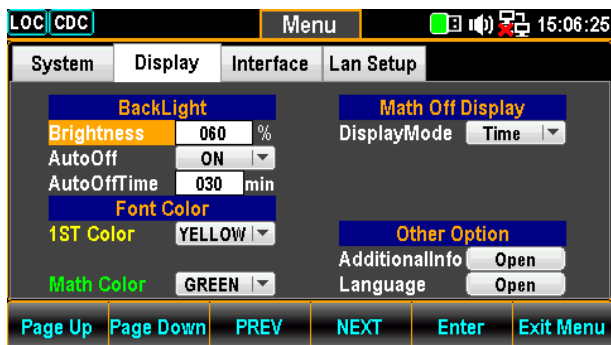 LOC CDC Menu 15:06:25
System Display Interface Lan Setup
BackLight
Brightness 060 %
AutoOff ON
AutoOffTime 030 min
Font Color
1ST Color YELLOW
Math Color GREEN
Math Off Display
DisplayMode Time
Other Option
AdditionalInfo Open
Language Open
Page Up Page Down PREV NEXT Enter Exit Menu